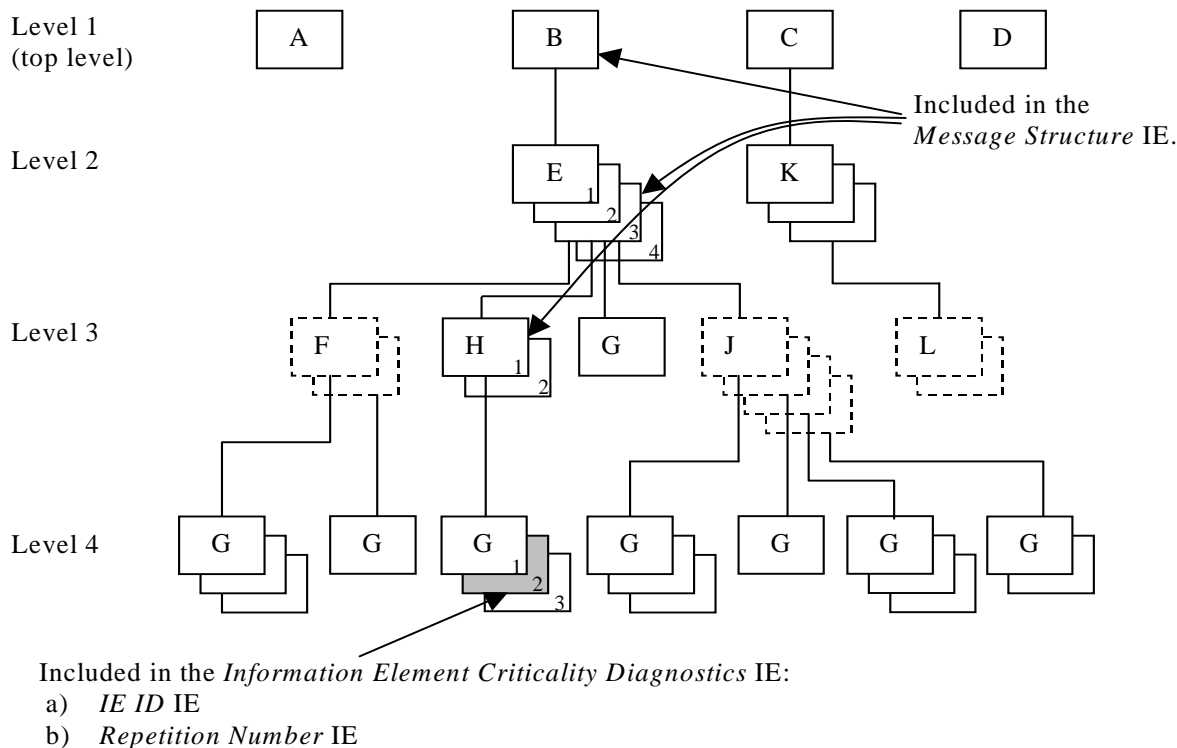 Level 1
(top level)
A
B
C
D
Included in the
Message Structure IE.
Level 2
E
1
2
3
4
K
Level 3
F
H
1
2
G
J
L
Level 4
G
G
G
1
2
3
G
G
G
G
Included in the Information Element Criticality Diagnostics IE:
a) IE ID IE
b) Repetition Number IE